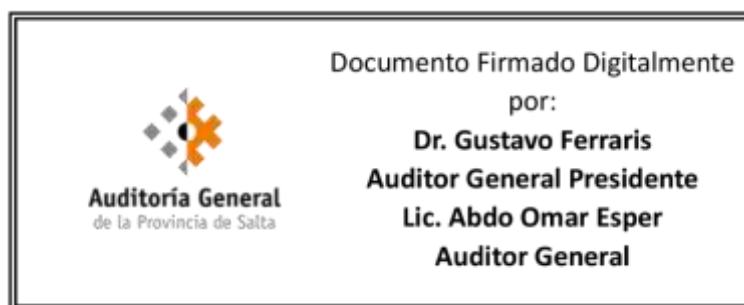 Auditoría General
de la Provincia de Salta
Documento Firmado Digitalmente
por:
Dr. Gustavo Ferraris
Auditor General Presidente
Lic. Abdo Omar Esper
Auditor General